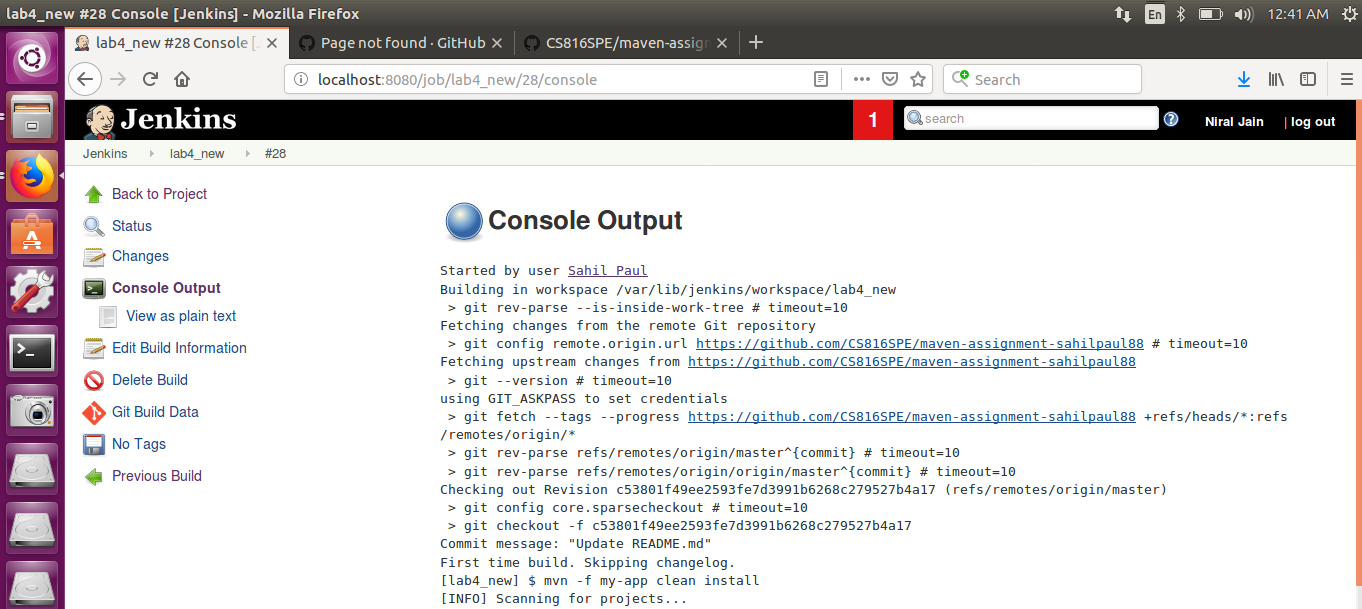 lab4_new #28 Console [Jenkins] - Mozilla Firefox
En
12:41 AM
lab4_new #28 Console [
Page not found · GitHub
CS816SPE/maven-assign
localhost:8080/job/lab4_new/28/console
Search
Jenkins
1
search
Niral Jain
| log out
Jenkins
lab4_new
#28
Back to Project
Status
Changes
Console Output
View as plain text
Edit Build Information
Delete Build
Git Build Data
No Tags
Previous Build
Console Output
Started by user Sahil Paul
Building in workspace /var/lib/jenkins/workspace/lab4_new
> git rev-parse --is-inside-work-tree # timeout=10
Fetching changes from the remote Git repository
> git config remote.origin.url https://github.com/CS816SPE/maven-assignment-sahilpaul88 # timeout=10
Fetching upstream changes from https://github.com/CS816SPE/maven-assignment-sahilpaul88
> git --version # timeout=10
using GIT_ASKPASS to set credentials
> git fetch --tags --progress https://github.com/CS816SPE/maven-assignment-sahilpaul88 +refs/heads/*:refs
/remotes/origin/*
> git rev-parse refs/remotes/origin/master^{commit} # timeout=10
> git rev-parse refs/remotes/origin/origin/master^{commit} # timeout=10
Checking out Revision c53801f49ee2593fe7d3991b6268c279527b4a17 (refs/remotes/origin/master)
> git config core.sparsecheckout # timeout=10
> git checkout -f c53801f49ee2593fe7d3991b6268c279527b4a17
Commit message: "Update README.md"
First time build. Skipping changelog.
[lab4_new] $ mvn -f my-app clean install
[INFO] Scanning for projects...